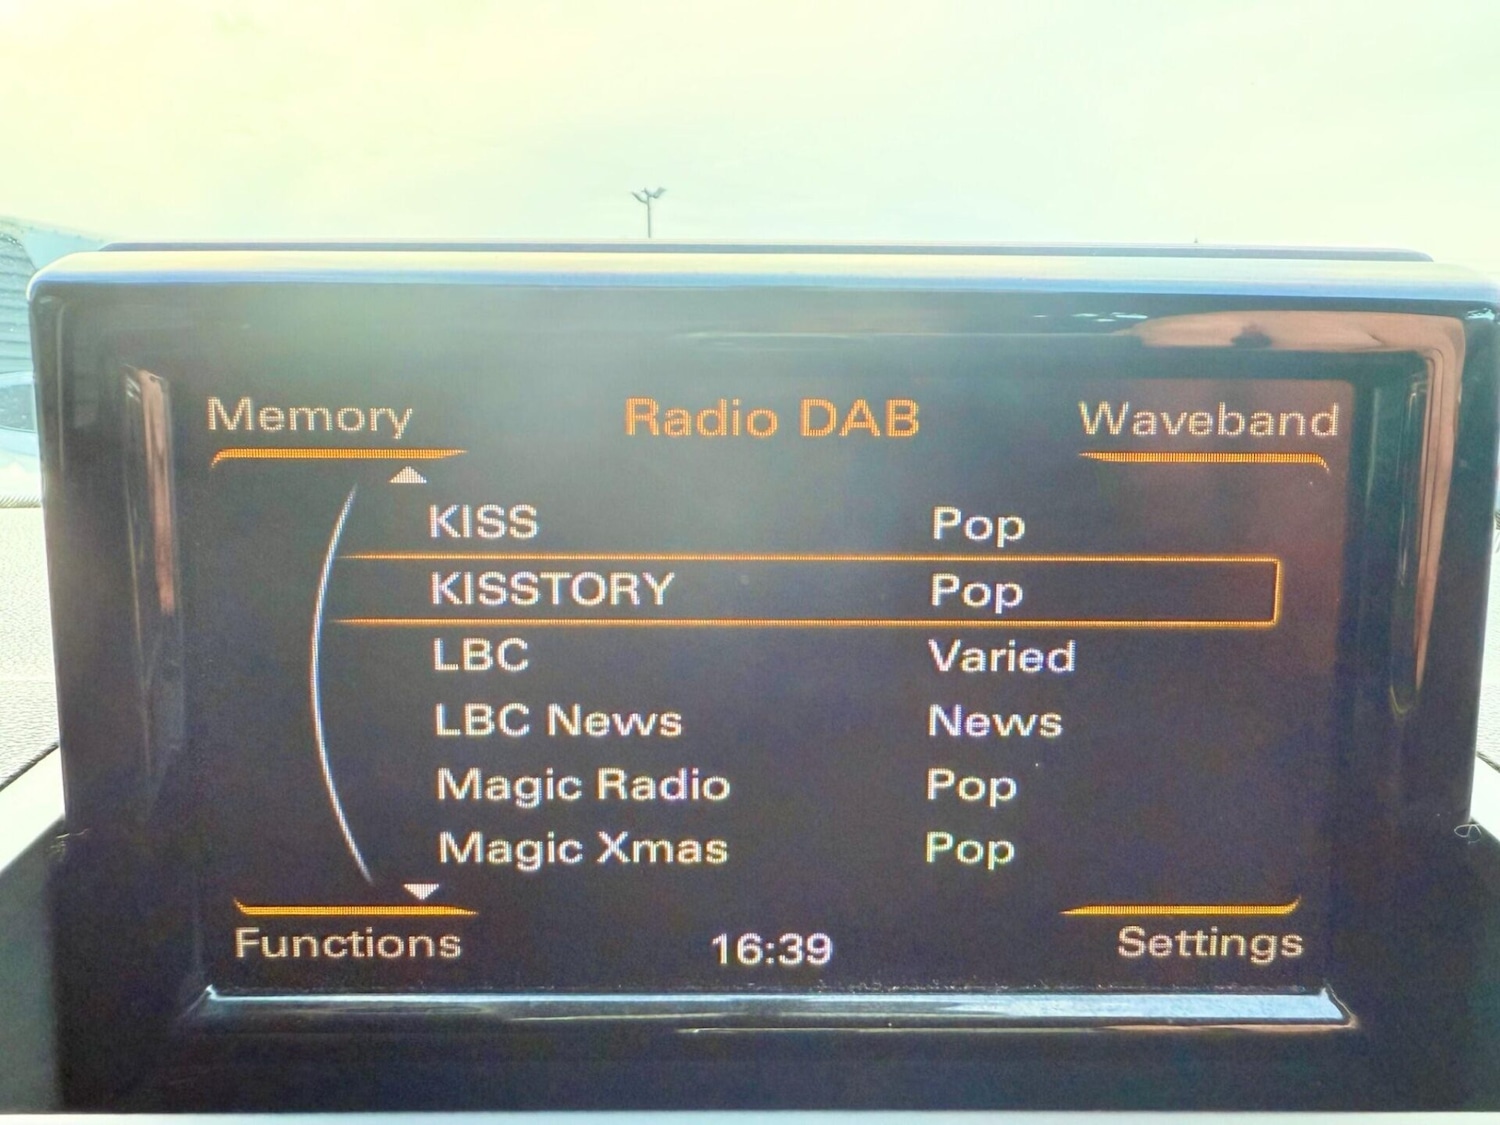 Memory Radio DAB Waveband
KISS Pop
KISSTORY Pop
LBC Varied
LBC News News
Magic Radio Pop
Magic Xmas Pop
Functions 16:39 Settings